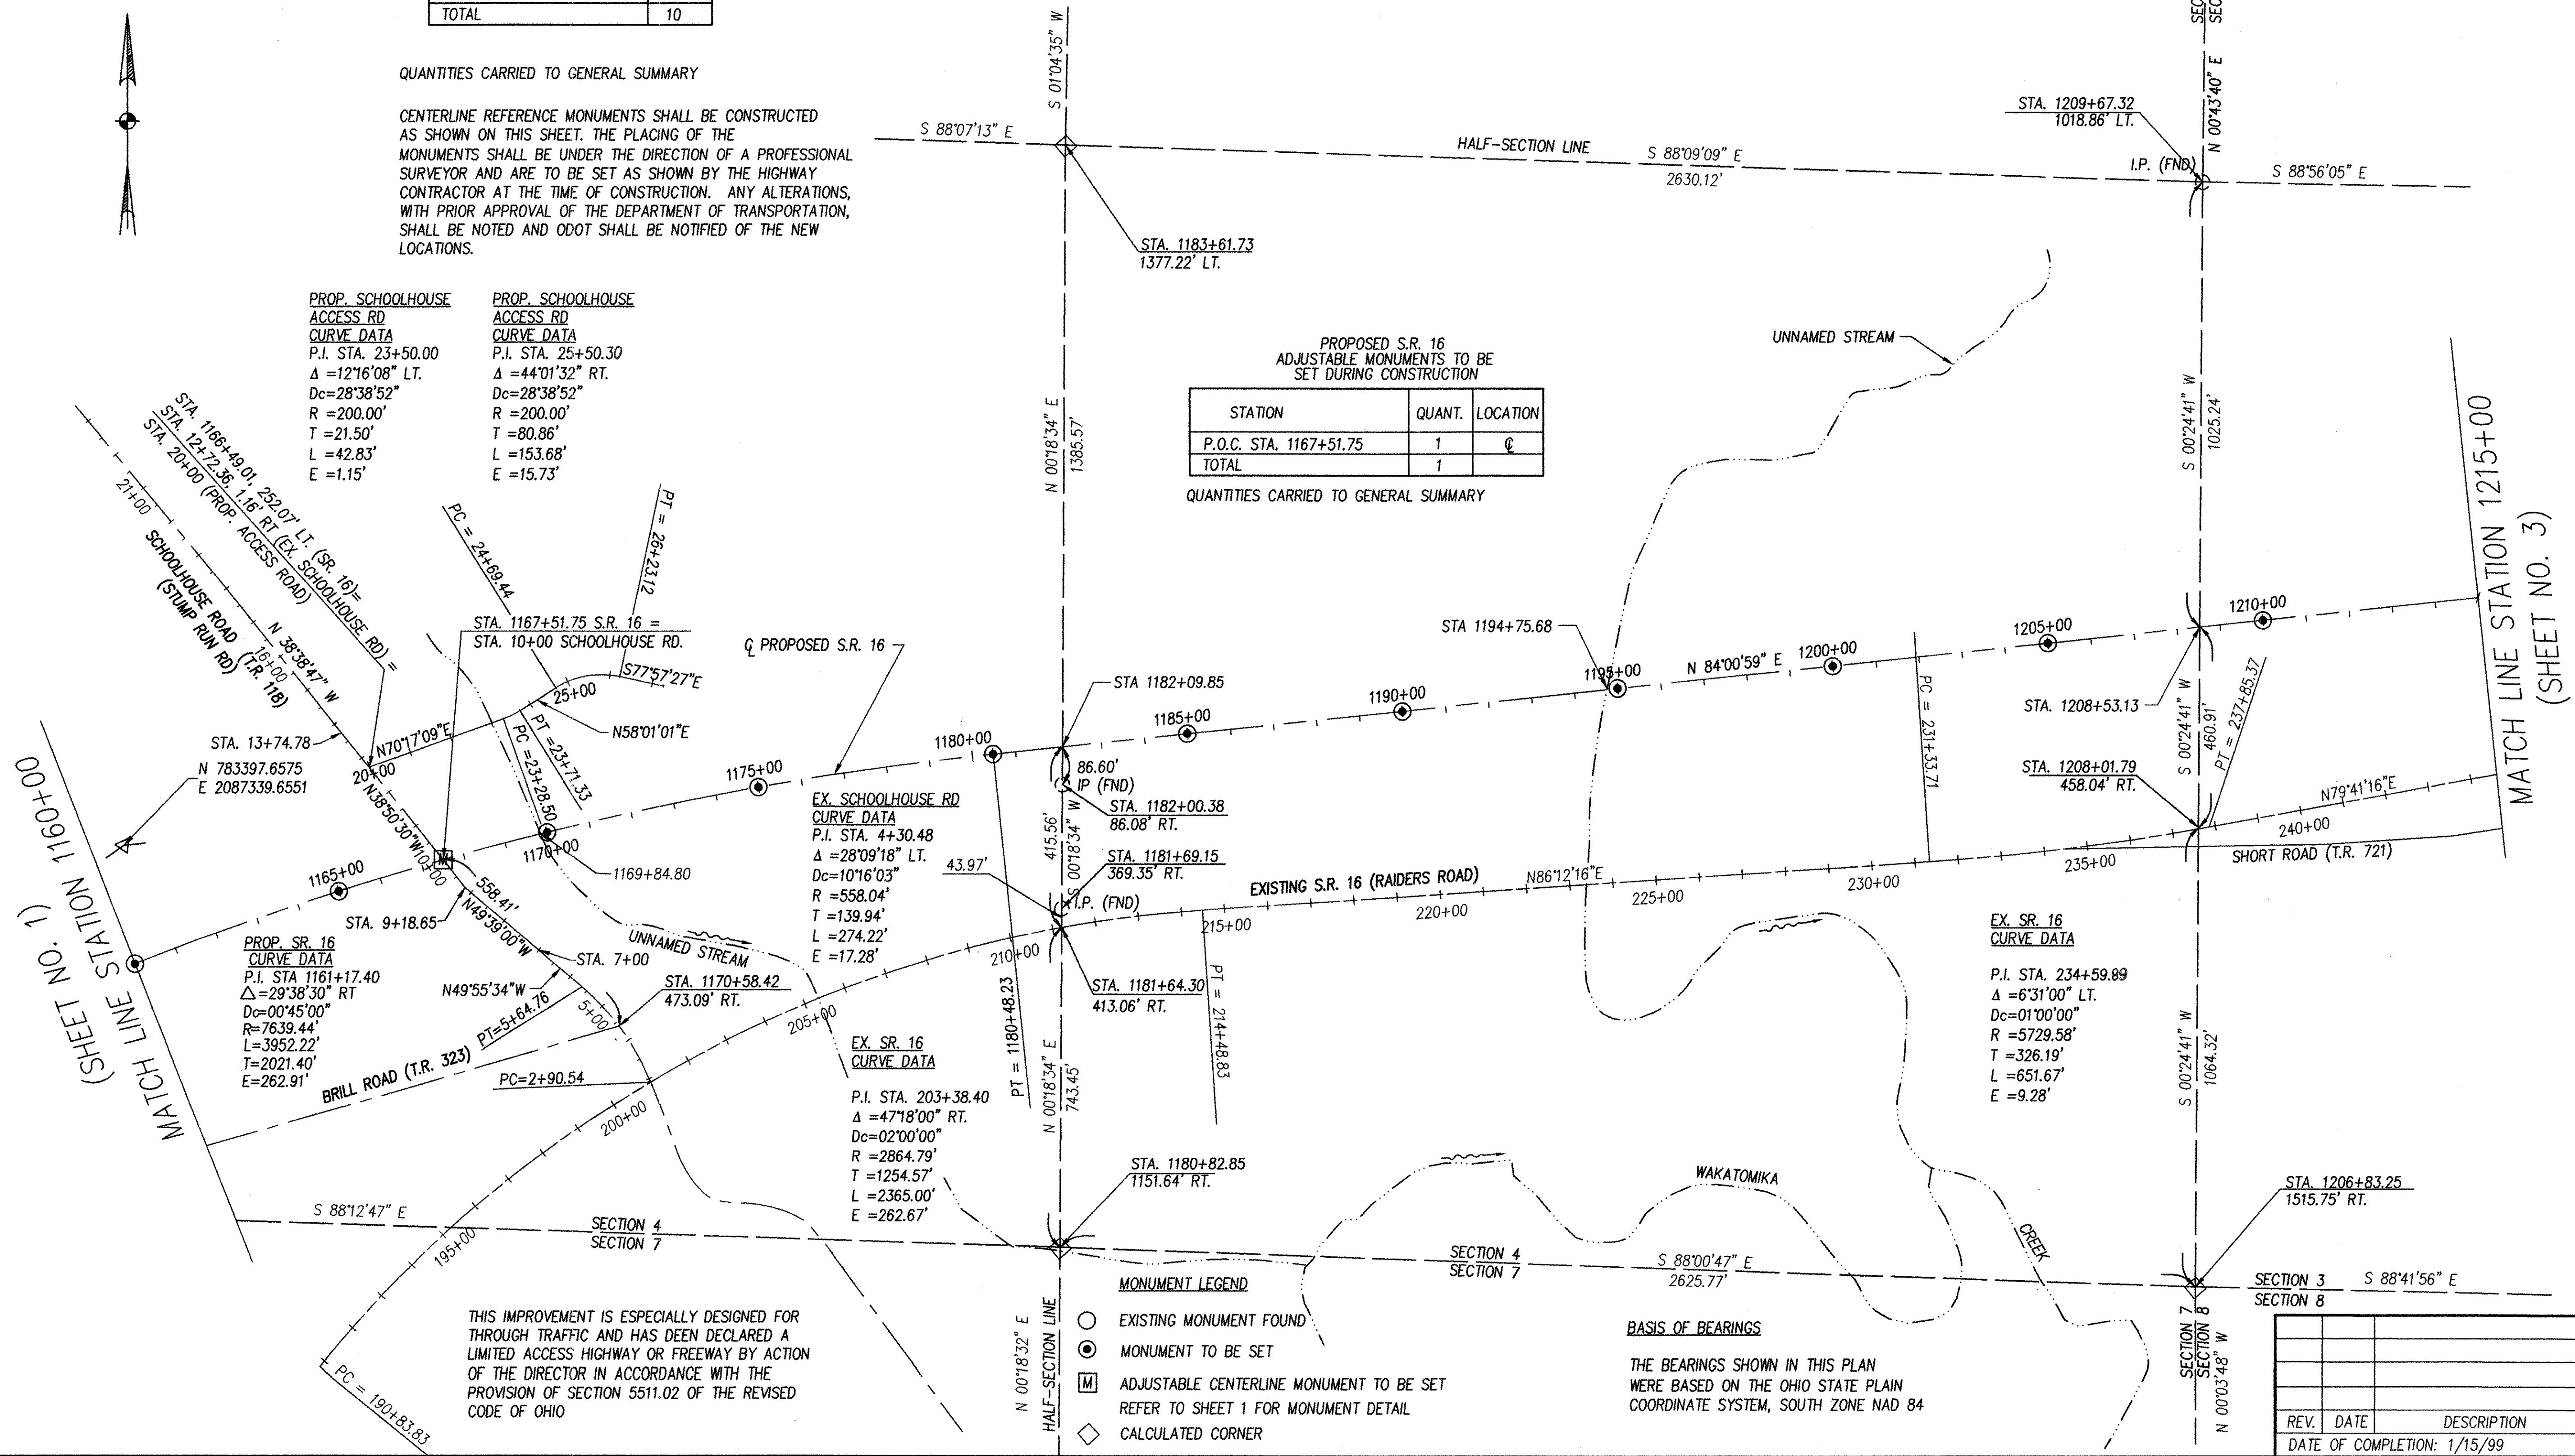 TOTAL 10
QUANTITIES CARRIED TO GENERAL SUMMARY
CENTERLINE REFERENCE MONUMENTS SHALL BE CONSTRUCTED
AS SHOWN ON THIS SHEET. THE PLACING OF THE
MONUMENTS SHALL BE UNDER THE DIRECTION OF A PROFESSIONAL
SURVEYOR AND ARE TO BE SET AS SHOWN BY THE HIGHWAY
CONTRACTOR AT THE TIME OF CONSTRUCTION. ANY ALTERATIONS,
WITH PRIOR APPROVAL OF THE DEPARTMENT OF TRANSPORTATION,
SHALL BE NOTED AND ODOT SHALL BE NOTIFIED OF THE NEW
LOCATIONS.
S 01°04'35" W
S 88°07'13" E
HALF-SECTION LINE
S 88°09'09" E
2630.12'
STA. 1209+67.32
1018.86' LT.
I.P. (FND)
N 00°43'40" E
S 88°56'05" E
STA. 1183+61.73
1377.22' LT.
PROP. SCHOOLHOUSE
ACCESS RD
CURVE DATA
P.I. STA. 23+50.00
Δ =12°16'08" LT.
Dc=28°38'52"
R =200.00'
T =21.50'
L =42.83'
E =1.15'
PROP. SCHOOLHOUSE
ACCESS RD
CURVE DATA
P.I. STA. 25+50.30
Δ =44°01'32" RT.
Dc=28°38'52"
R =200.00'
T =80.86'
L =153.68'
E =15.73'
PROPOSED S.R. 16
ADJUSTABLE MONUMENTS TO BE
SET DURING CONSTRUCTION
STATION QUANT. LOCATION
P.O.C. STA. 1167+51.75 1 ℄
TOTAL 1
QUANTITIES CARRIED TO GENERAL SUMMARY
UNNAMED STREAM
N 00°18'34" E
1385.57'
S 00°24'41" W
1025.24'
MATCH LINE STATION 1215+00
(SHEET NO. 3)
STA. 1166+49.01, 252.07' LT. (SR. 16)=
STA. 12+72.36, 1.16' RT (EX. SCHOOLHOUSE RD) =
STA. 20+00 (PROP. ACCESS ROAD)
21+00
SCHOOLHOUSE ROAD
(T.R. 118)
(STUMP RUN RD)
16+00
N 38°38'47" W
PC = 24+69.44
PT = 26+23.12
STA. 1167+51.75 S.R. 16 =
STA. 10+00 SCHOOLHOUSE RD.
S77°57'27"E
25+00
N58°01'01"E
N70°17'09"E
PC =23+28.50
PT =23+71.33
STA. 13+74.78
N 783397.6575
E 2087339.6551
20+00
N38°50'30"W
10+00
M
℄ PROPOSED S.R. 16
1165+00
1170+00
1169+84.80
1175+00
1180+00
STA 1182+09.85
1185+00
1190+00
STA 1194+75.68
1195+00
N 84°00'59" E
1200+00
1205+00
1210+00
STA. 1208+53.13
S 00°24'41" W
460.91'
PT = 237+85.37
STA. 1208+01.79
458.04' RT.
N79°41'16"E
240+00
SHORT ROAD (T.R. 721)
86.60'
IP (FND)
STA. 1182+00.38
86.08' RT.
415.56'
S 00°18'34" W
STA. 1181+69.15
369.35' RT.
43.97'
I.P. (FND)
STA. 1181+64.30
413.06' RT.
EX. SCHOOLHOUSE RD
CURVE DATA
P.I. STA. 4+30.48
Δ =28°09'18" LT.
Dc=10°16'03"
R =558.04'
T =139.94'
L =274.22'
E =17.28'
EXISTING S.R. 16 (RAIDERS ROAD)
N86°12'16"E
215+00
220+00
225+00
230+00
PC = 231+33.71
235+00
MATCH LINE STATION 1160+00
(SHEET NO. 1)
PROP. SR. 16
CURVE DATA
P.I. STA 1161+17.40
Δ=29°38'30" RT
Dc=00°45'00"
R=7639.44'
L=3952.22'
T=2021.40'
E=262.91'
STA. 9+18.65
558.41'
N49°39'00"W
UNNAMED STREAM
STA. 7+00
N49°55'34"W
PT=5+64.76
5+00
STA. 1170+58.42
473.09' RT.
BRILL ROAD (T.R. 323)
PC=2+90.54
200+00
205+00
210+00
PT = 1180+48.23
PT = 214+48.83
N 00°18'34" E
743.45'
EX. SR. 16
CURVE DATA
P.I. STA. 203+38.40
Δ =47°18'00" RT.
Dc=02°00'00"
R =2864.79'
T =1254.57'
L =2365.00'
E =262.67'
EX. SR. 16
CURVE DATA
P.I. STA. 234+59.89
Δ =6°31'00" LT.
Dc=01°00'00"
R =5729.58'
T =326.19'
L =651.67'
E =9.28'
S 00°24'41" W
1064.32'
STA. 1180+82.85
1151.64' RT.
WAKATOMIKA
CREEK
STA. 1206+83.25
1515.75' RT.
S 88°12'47" E
SECTION 4
SECTION 7
195+00
PC = 190+83.83
SECTION 4
SECTION 7
S 88°00'47" E
2625.77'
SECTION 3
SECTION 8
S 88°41'56" E
THIS IMPROVEMENT IS ESPECIALLY DESIGNED FOR
THROUGH TRAFFIC AND HAS DEEN DECLARED A
LIMITED ACCESS HIGHWAY OR FREEWAY BY ACTION
OF THE DIRECTOR IN ACCORDANCE WITH THE
PROVISION OF SECTION 5511.02 OF THE REVISED
CODE OF OHIO
N 00°18'32" E
HALF-SECTION LINE
MONUMENT LEGEND
EXISTING MONUMENT FOUND
MONUMENT TO BE SET
M ADJUSTABLE CENTERLINE MONUMENT TO BE SET
REFER TO SHEET 1 FOR MONUMENT DETAIL
CALCULATED CORNER
BASIS OF BEARINGS
THE BEARINGS SHOWN IN THIS PLAN
WERE BASED ON THE OHIO STATE PLAIN
COORDINATE SYSTEM, SOUTH ZONE NAD 84
SECTION 7
SECTION 8
N 00°03'48" W
REV. DATE DESCRIPTION
DATE OF COMPLETION: 1/15/99